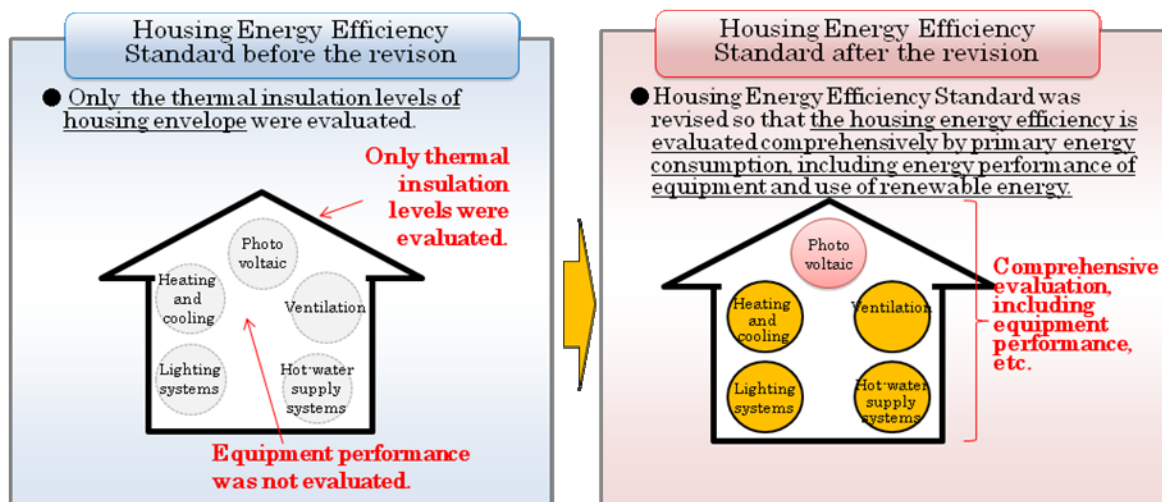 Housing Energy Efficiency
Standard before the revison
● Only the thermal insulation levels of
housing envelope were evaluated.
Only thermal
insulation
levels were
evaluated.
Photo
voltaic
Heating
and
cooling
Ventilation
Lighting
systems
Hot-water
supply
systems
Equipment performance
was not evaluated.
Housing Energy Efficiency
Standard after the revision
● Housing Energy Efficiency Standard was
revised so that the housing energy efficiency is
evaluated comprehensively by primary energy
consumption, including energy performance of
equipment and use of renewable energy.
Photo
voltaic
Heating
and
cooling
Ventilation
Lighting
systems
Hot-water
supply
systems
Comprehensive
evaluation,
including
equipment
performance,
etc.